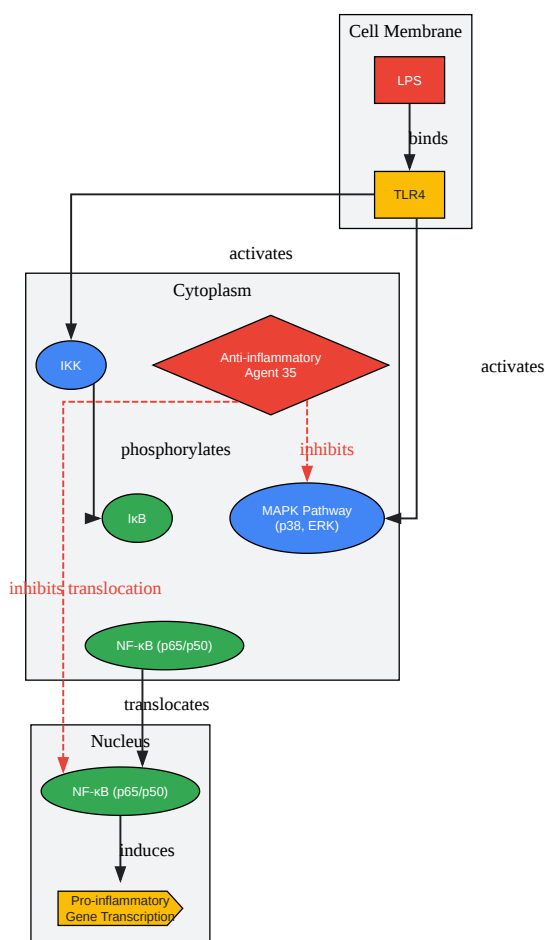 Cell Membrane
LPS
binds
TLR4
activates
Cytoplasm
IKK
Anti-inflammatory
Agent 35
activates
phosphorylates
inhibits
IκB
MAPK Pathway
(p38, ERK)
inhibits translocation
NF-κB (p65/p50)
translocates
Nucleus
NF-κB (p65/p50)
induces
Pro-inflammatory
Gene Transcription